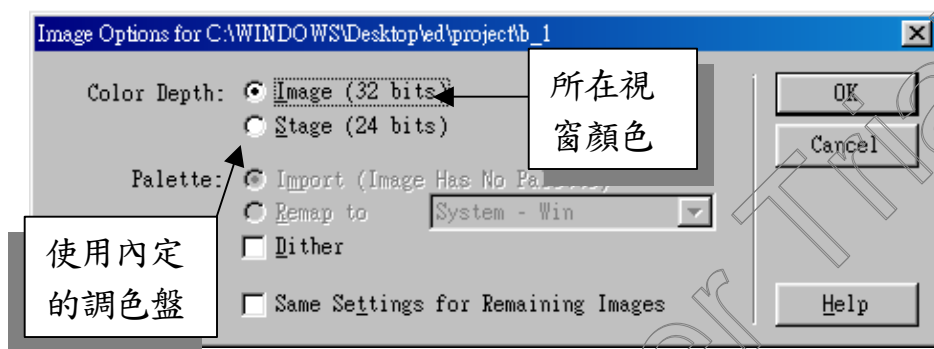 Image Options for C:\WINDOWS\Desktop\ed\project\b_1
Color Depth:
Image (32 bits)
Stage (24 bits)
所在視
窗顏色
OK
Cancel
Palette:
Import (Image Has No Palette)
Remap to
System - Win
使用內定
的調色盤
Dither
Same Settings for Remaining Images
Help